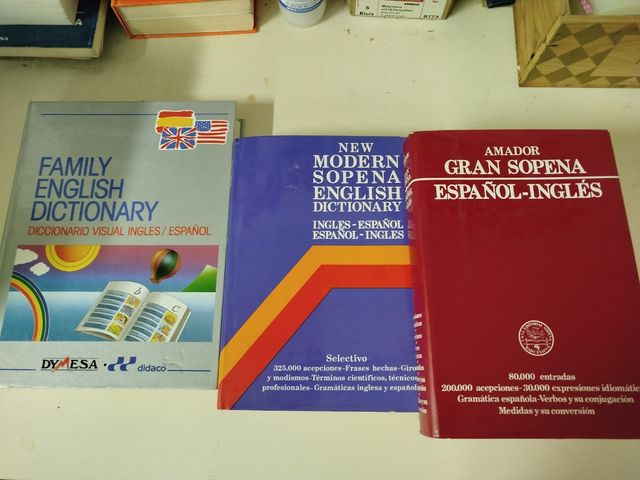 FAMILY
ENGLISH
DICTIONARY
DICCIONARIO VISUAL INGLES/ESPAÑOL
b
c
DYMESA
didaco
NEW
MODERN
SOPENA
ENGLISH
DICTIONARY
INGLES-ESPAÑOL
ESPAÑOL-INGLES
Selectivo
325.000 acepciones-Frases hechas-Giros
y modismos-Términos científicos, técnicos
profesionales-Gramáticas inglesa y española
AMADOR
GRAN SOPENA
ESPAÑOL-INGLÉS
80.000 entradas
200.000 acepciones-30.000 expresiones idiomátic
Gramática española-Verbos y su conjugación
Medidas y su conversión